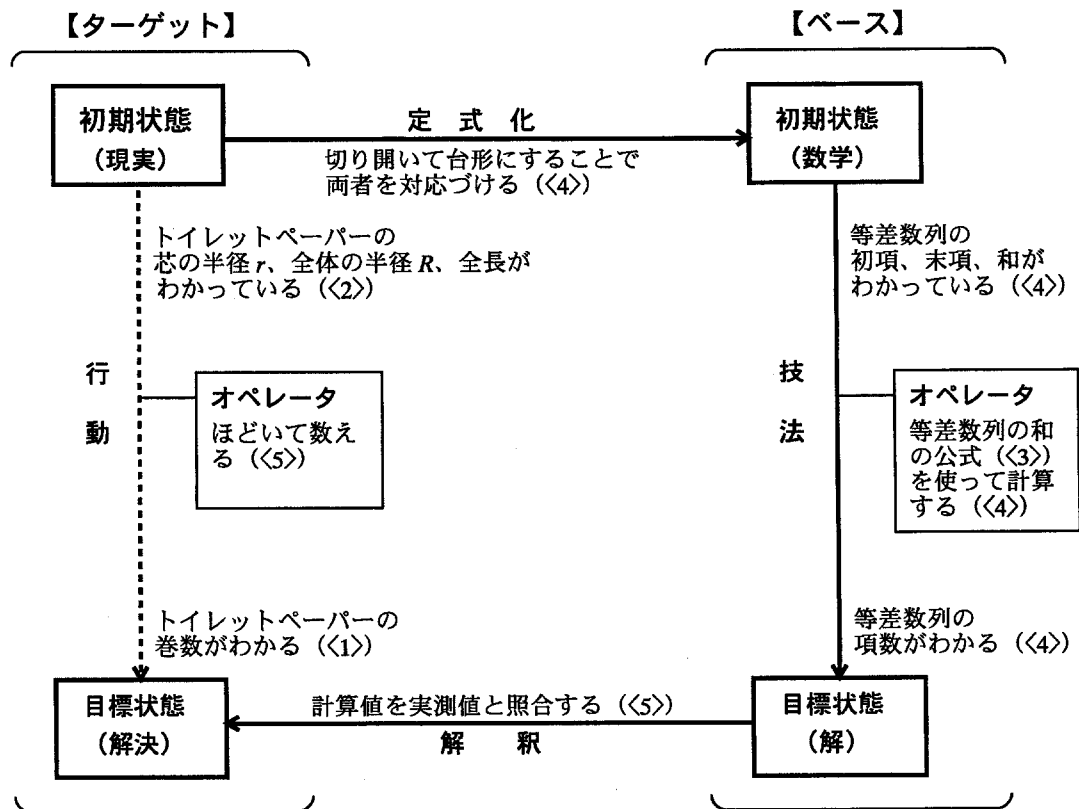 【ターゲット】
【ベース】
初期状態
(現実)
定式化
初期状態
(数学)
切り開いて台形にすることで
両者を対応づける(〈4〉)
トイレットペーパーの
芯の半径r、全体の半径R、全長が
わかっている(〈2〉)
等差数列の
初項、末項、和が
わかっている(〈4〉)
行動
オペレータ
ほどいて数え
る(〈5〉)
技法
オペレータ
等差数列の和
の公式(〈3〉)
を使って計算
する(〈4〉)
トイレットペーパーの
巻数がわかる(〈1〉)
等差数列の
項数がわかる(〈4〉)
目標状態
(解決)
計算値を実測値と照合する(〈5〉)
解釈
目標状態
(解)